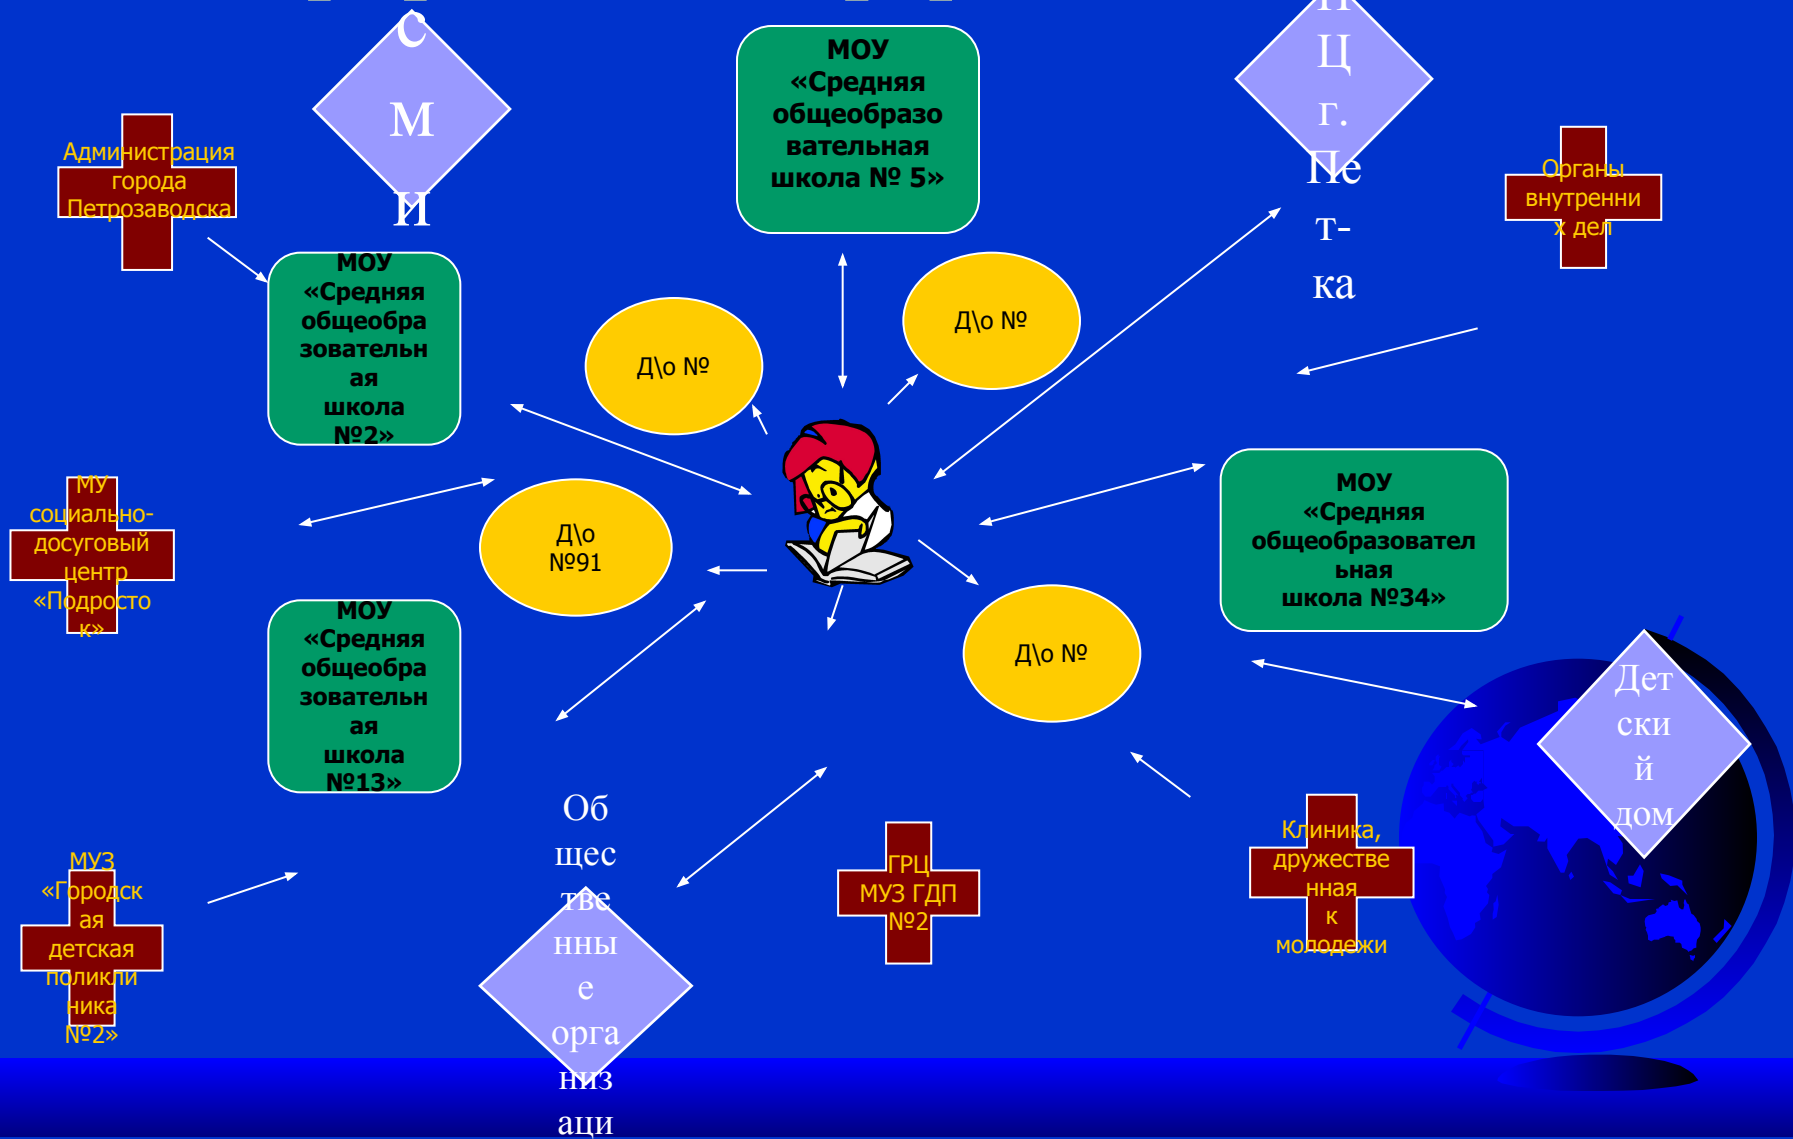 с
м
и
МОУ
«Средняя
общеобразо
вательная
школа № 5»
Ц
г.
Пе
т-
ка
Администрация
города
Петрозаводска
Органы
внутренни
х дел
МОУ
«Средняя
общеобра
зовательн
ая
школа
№2»
Д\о №
Д\о №
МУ
социально-
досуговый
центр
«Подросто
к»
Д\о
№91
МОУ
«Средняя
общеобразовател
ьная
школа №34»
МОУ
«Средняя
общеобра
зовательн
ая
школа
№13»
Д\о №
Дет
ски
й
дом
Об
щес
тве
нны
е
орга
низ
аци
ГРЦ
МУЗ ГДП
№2
Клиника,
дружестве
нная
к
молодежи
МУЗ
«Городск
ая
детская
поликли
ника
№2»